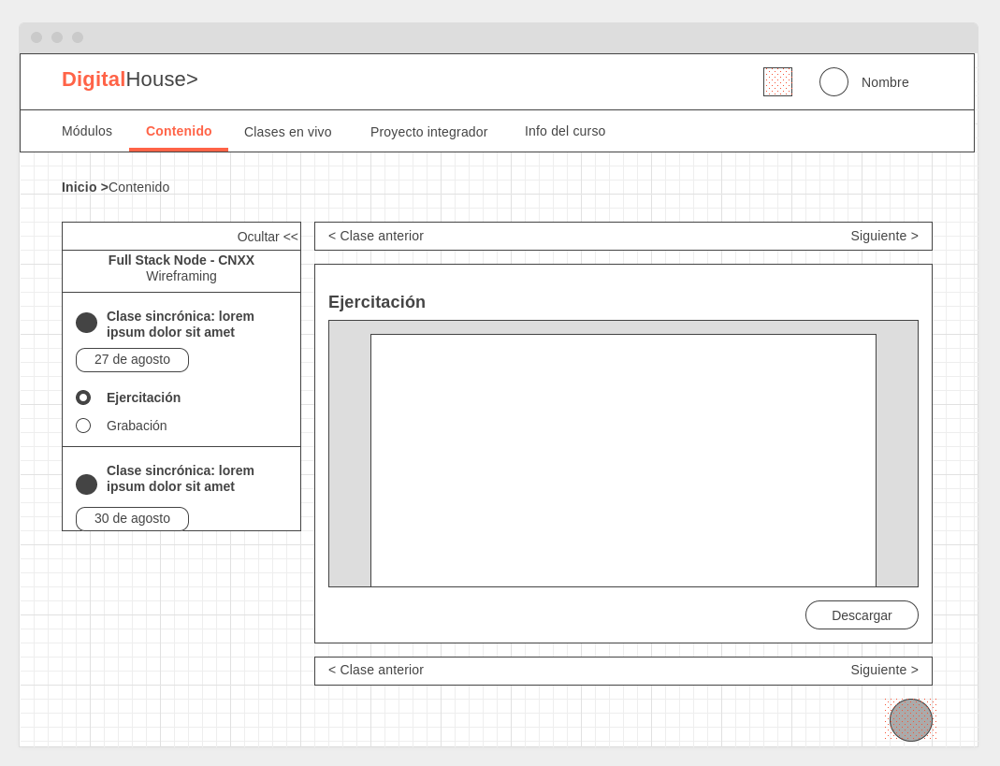 DigitalHouse>
Nombre
Módulos Contenido Clases en vivo Proyecto integrador Info del curso
Inicio >Contenido
Ocultar <<
Full Stack Node - CNXX
Wireframing
Clase sincrónica: lorem
ipsum dolor sit amet
27 de agosto
Ejercitación
Grabación
Clase sincrónica: lorem
ipsum dolor sit amet
30 de agosto
< Clase anterior Siguiente >
Ejercitación
Descargar
< Clase anterior Siguiente >